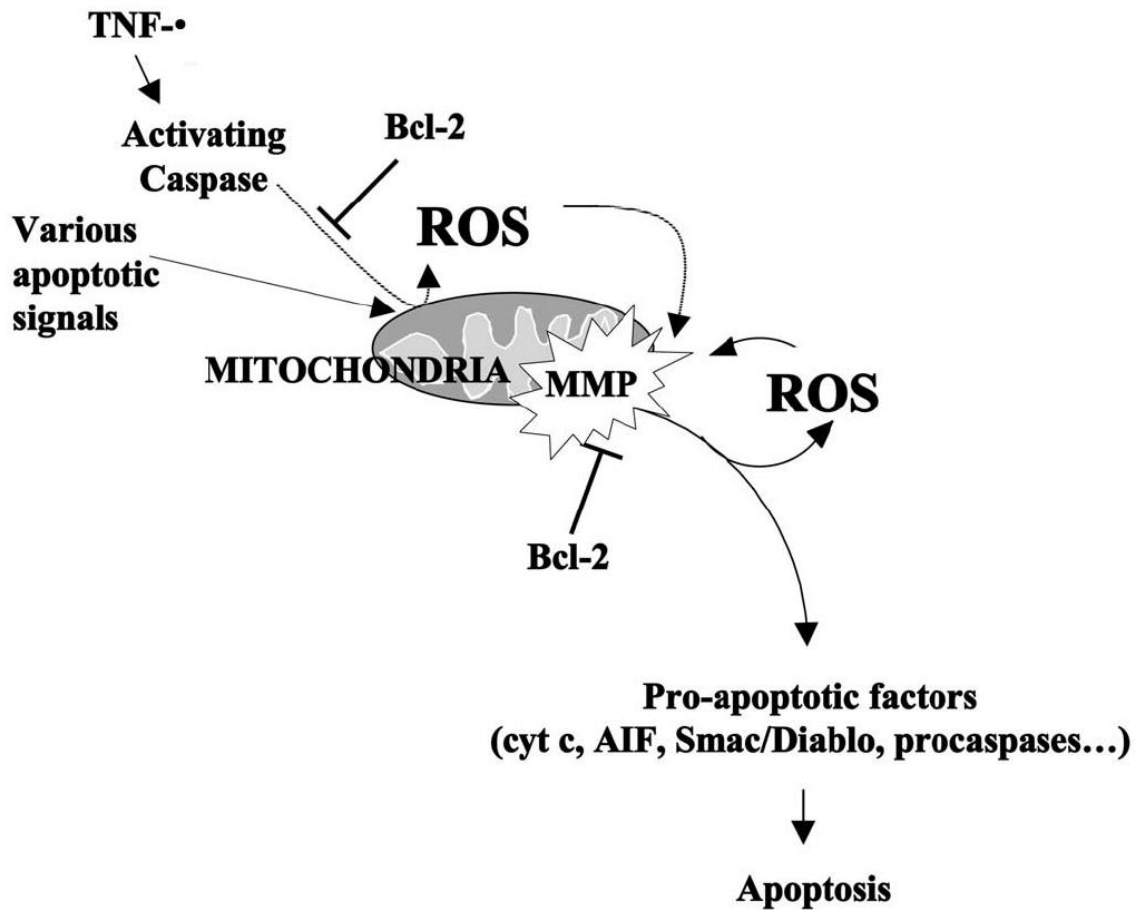 TNF-•
Activating
Caspase
Bcl-2
ROS
Various
apoptotic
signals
MITOCHONDRIA
MMP
ROS
Bcl-2
Pro-apoptotic factors
(cyt c, AIF, Smac/Diablo, procaspases…)
Apoptosis